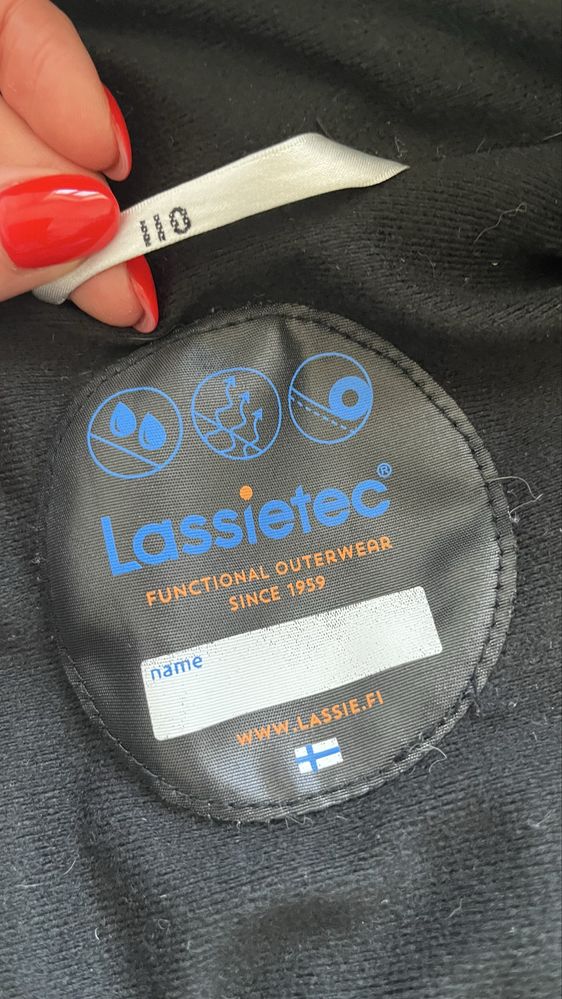 110
Lassietec®
FUNCTIONAL OUTERWEAR
SINCE 1959
name
WWW.LASSIE.FI